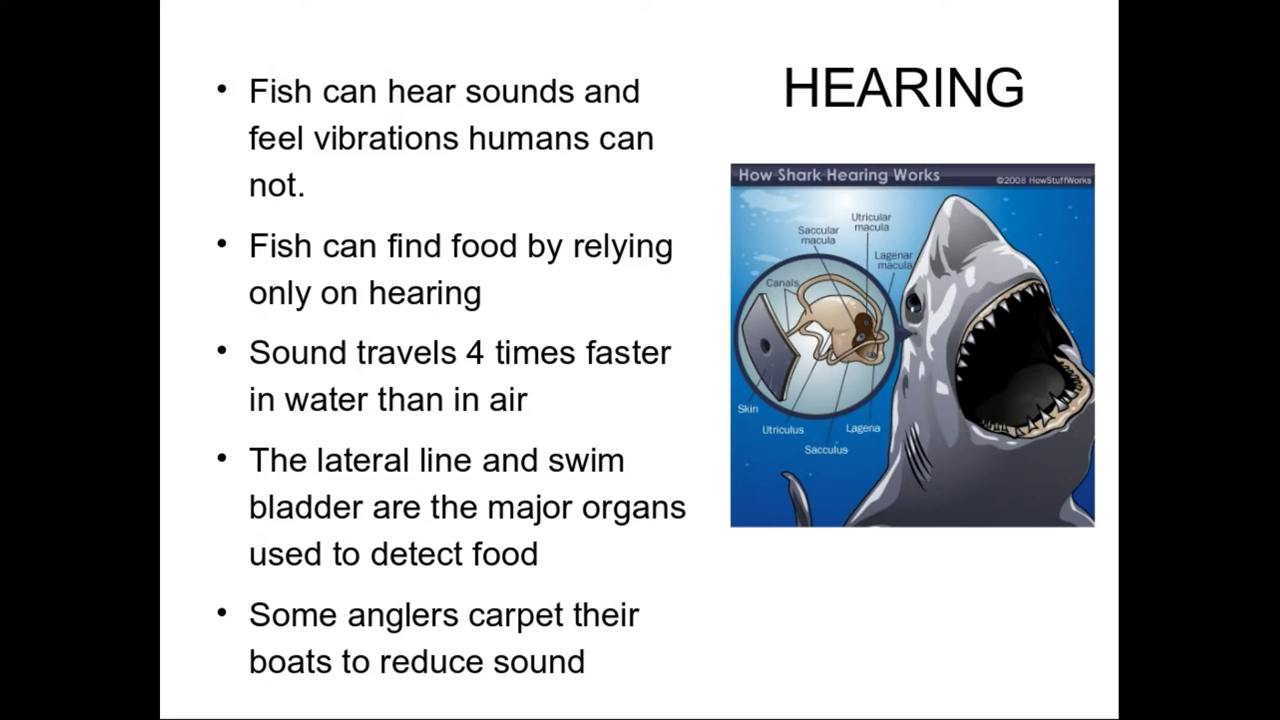 HEARING
• Fish can hear sounds and
feel vibrations humans can
not.
• Fish can find food by relying
only on hearing
• Sound travels 4 times faster
in water than in air
• The lateral line and swim
bladder are the major organs
used to detect food
• Some anglers carpet their
boats to reduce sound
How Shark Hearing Works
©2008 HowStuffWorks
Utricular
macula
Saccular
macula
Lagenar
macula
Canals
Skin
Utriculus
Lagena
Sacculus